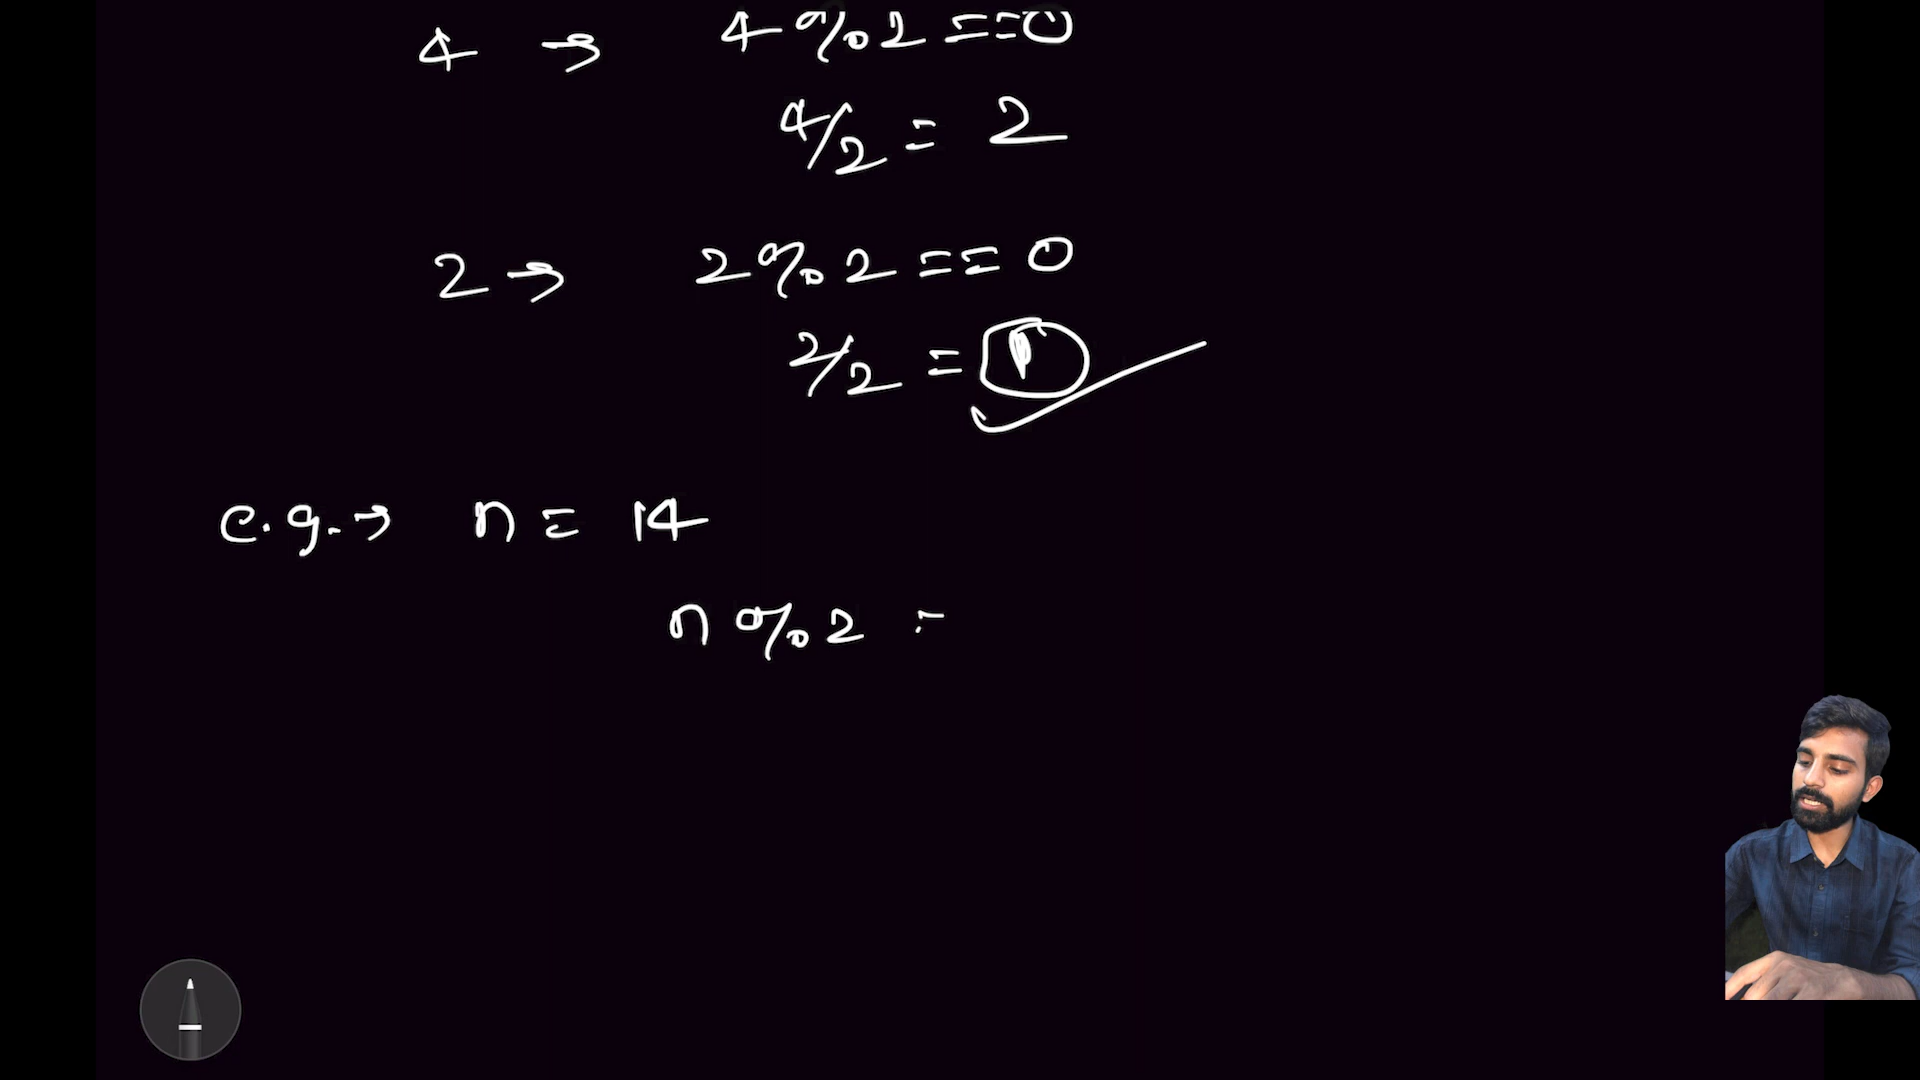 4 → 4%2==0
4/2 = 2
2 → 2%2==0
2/2 = 1
e.g. → n = 14
n%2 =